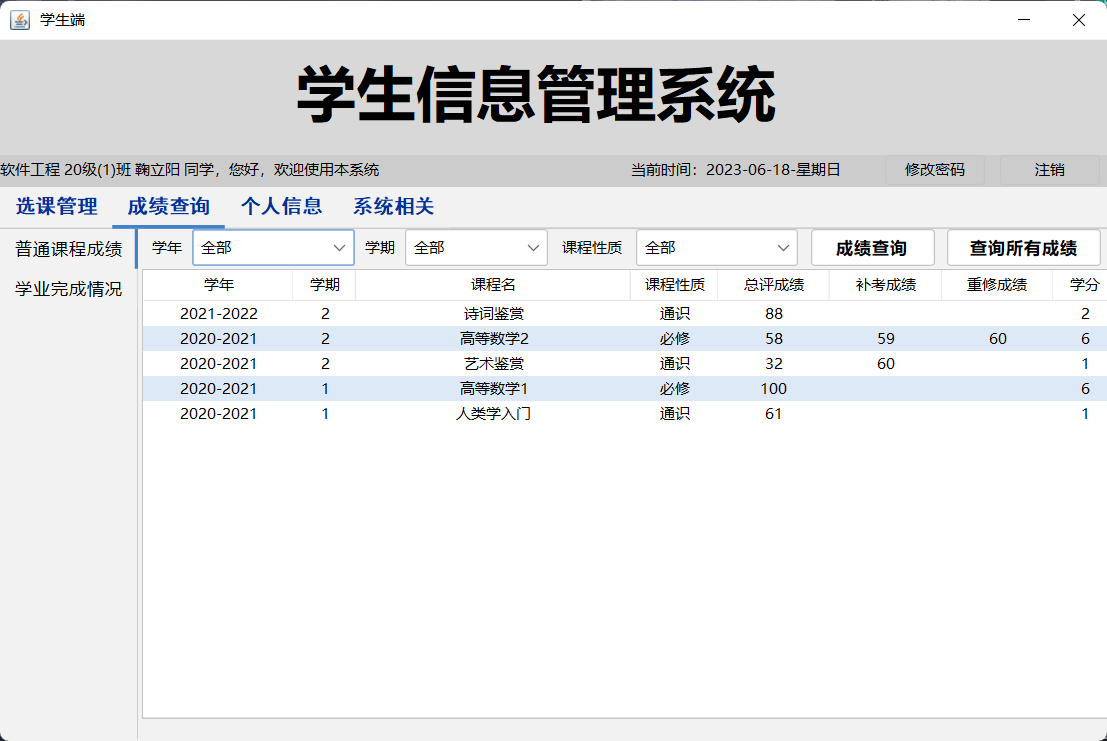 学生端
学生信息管理系统
软件工程 20级(1)班 鞠立阳 同学，您好，欢迎使用本系统 当前时间：2023-06-18-星期日 修改密码 注销
选课管理 成绩查询 个人信息 系统相关
普通课程成绩
学业完成情况
学年 全部 学期 全部 课程性质 全部 成绩查询 查询所有成绩
学年 学期 课程名 课程性质 总评成绩 补考成绩 重修成绩 学分
2021-2022 2 诗词鉴赏 通识 88 2
2020-2021 2 高等数学2 必修 58 59 60 6
2020-2021 2 艺术鉴赏 通识 32 60 1
2020-2021 1 高等数学1 必修 100 6
2020-2021 1 人类学入门 通识 61 1